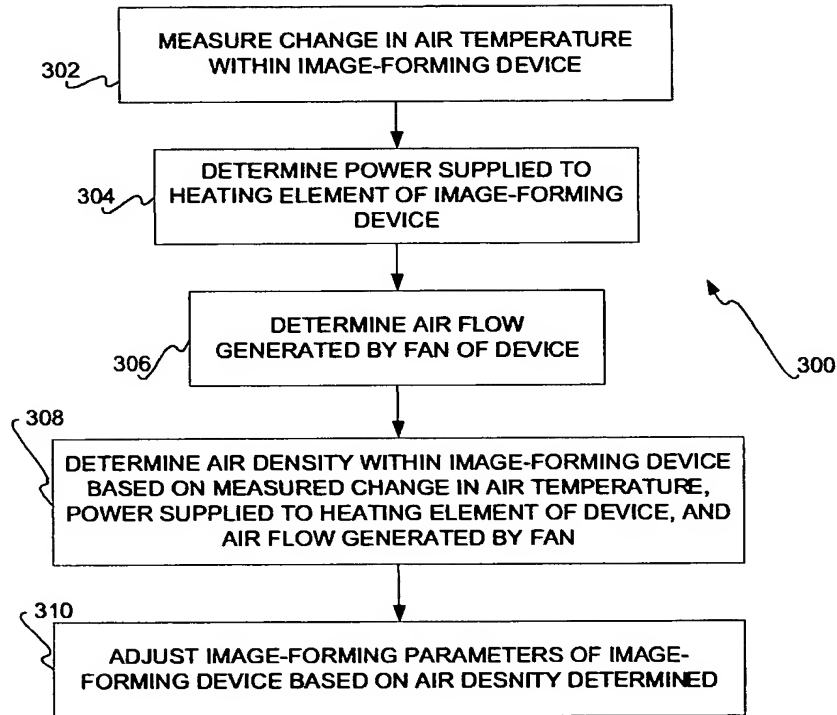 MEASURE CHANGE IN AIR TEMPERATURE
WITHIN IMAGE-FORMING DEVICE
302
DETERMINE POWER SUPPLIED TO
HEATING ELEMENT OF IMAGE-FORMING
DEVICE
304
DETERMINE AIR FLOW
GENERATED BY FAN OF DEVICE
306
300
308
DETERMINE AIR DENSITY WITHIN IMAGE-FORMING DEVICE
BASED ON MEASURED CHANGE IN AIR TEMPERATURE,
POWER SUPPLIED TO HEATING ELEMENT OF DEVICE, AND
AIR FLOW GENERATED BY FAN
310
ADJUST IMAGE-FORMING PARAMETERS OF IMAGE-
FORMING DEVICE BASED ON AIR DESNITY DETERMINED